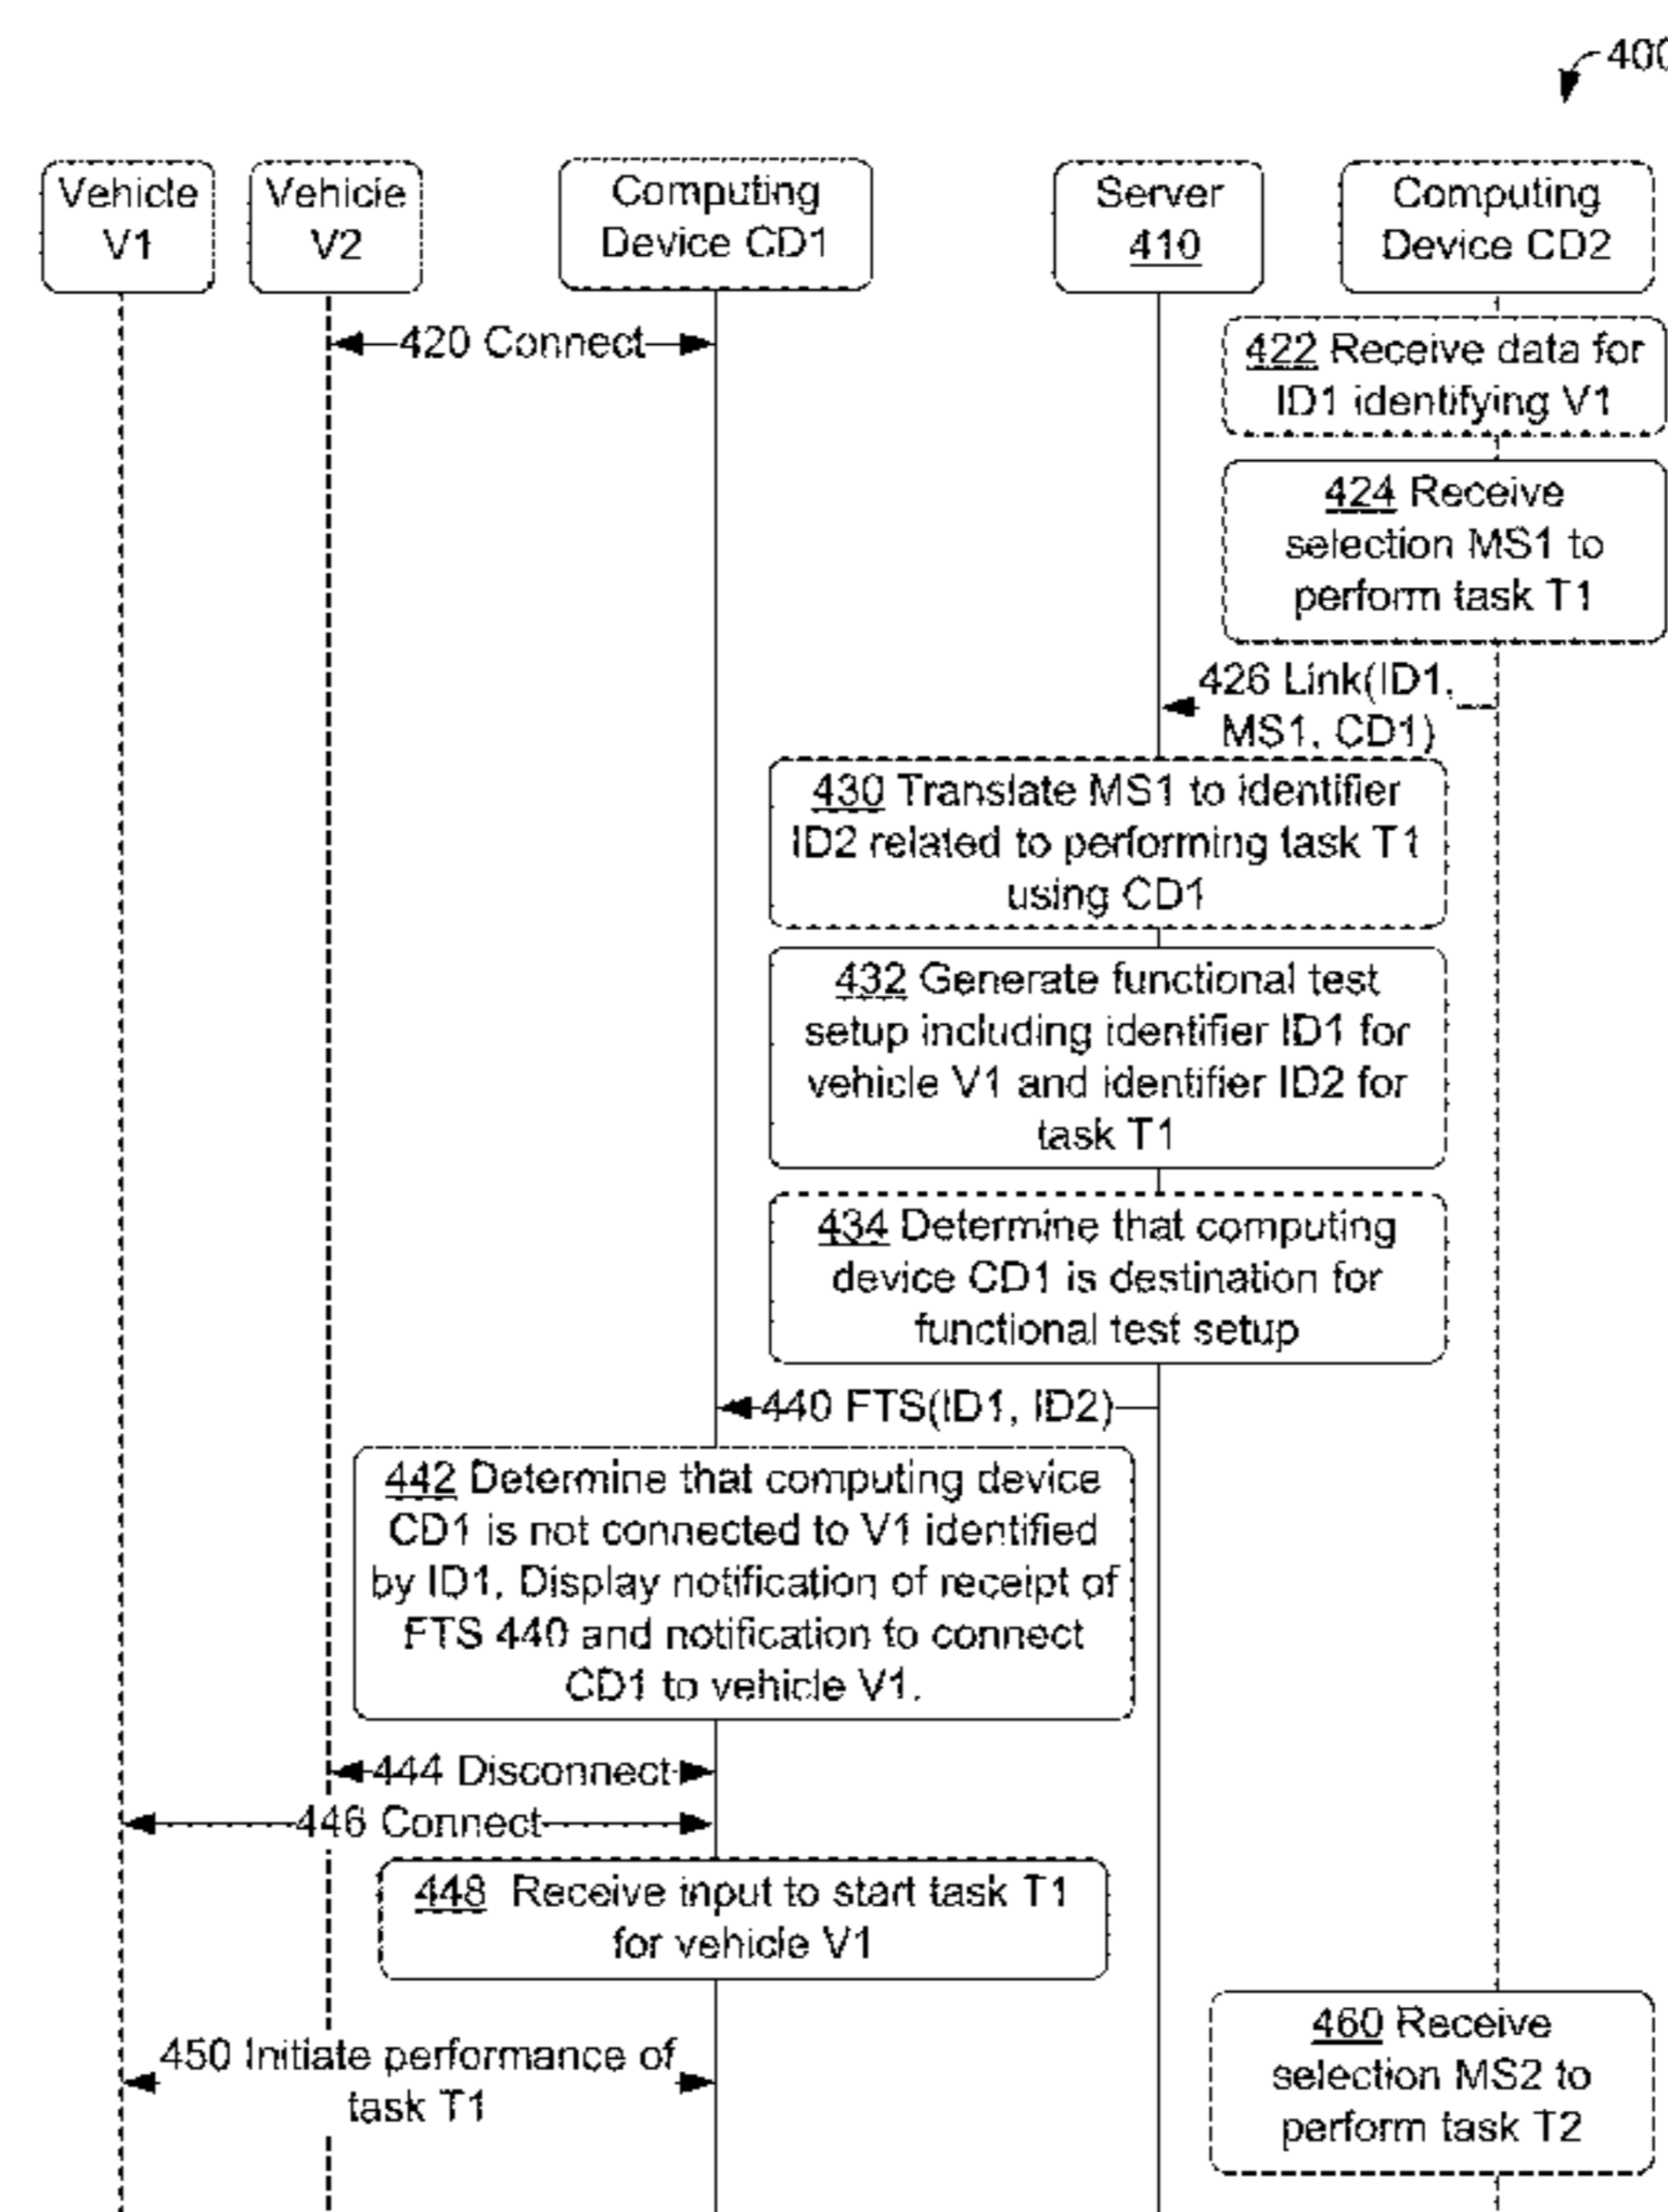 400
Vehicle
V1
Vehicle
V2
Computing
Device CD1
Server
410
Computing
Device CD2
420 Connect
422 Receive data for
ID1 identifying V1
424 Receive
selection MS1 to
perform task T1
426 Link(ID1,
MS1, CD1)
430 Translate MS1 to identifier
ID2 related to performing task T1
using CD1
432 Generate functional test
setup including identifier ID1 for
vehicle V1 and identifier ID2 for
task T1
434 Determine that computing
device CD1 is destination for
functional test setup
440 FTS(ID1, ID2)
442 Determine that computing device
CD1 is not connected to V1 identified
by ID1. Display notification of receipt of
FTS 440 and notification to connect
CD1 to vehicle V1.
444 Disconnect
446 Connect
448 Receive input to start task T1
for vehicle V1
450 Initiate performance of
task T1
460 Receive
selection MS2 to
perform task T2